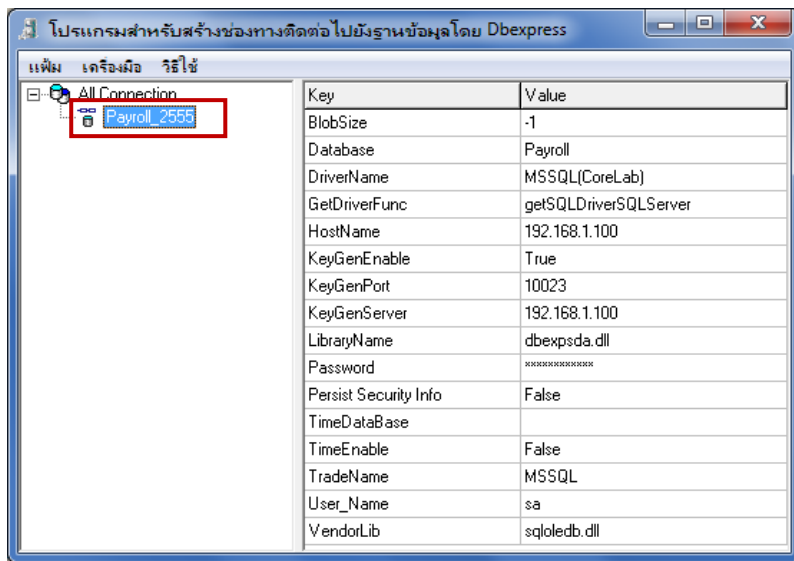 โปรแกรมสำหรับสร้างช่องทางติดต่อไปยังฐานข้อมูลโดย Dbexpress
แฟ้ม เครื่องมือ วิธีใช้
All Connection
Payroll_2555
Key Value
BlobSize -1
Database Payroll
DriverName MSSQL(CoreLab)
GetDriverFunc getSQLDriverSQLServer
HostName 192.168.1.100
KeyGenEnable True
KeyGenPort 10023
KeyGenServer 192.168.1.100
LibraryName dbexpsda.dll
Password ************
Persist Security Info False
TimeDataBase
TimeEnable False
TradeName MSSQL
User_Name sa
VendorLib sqloledb.dll